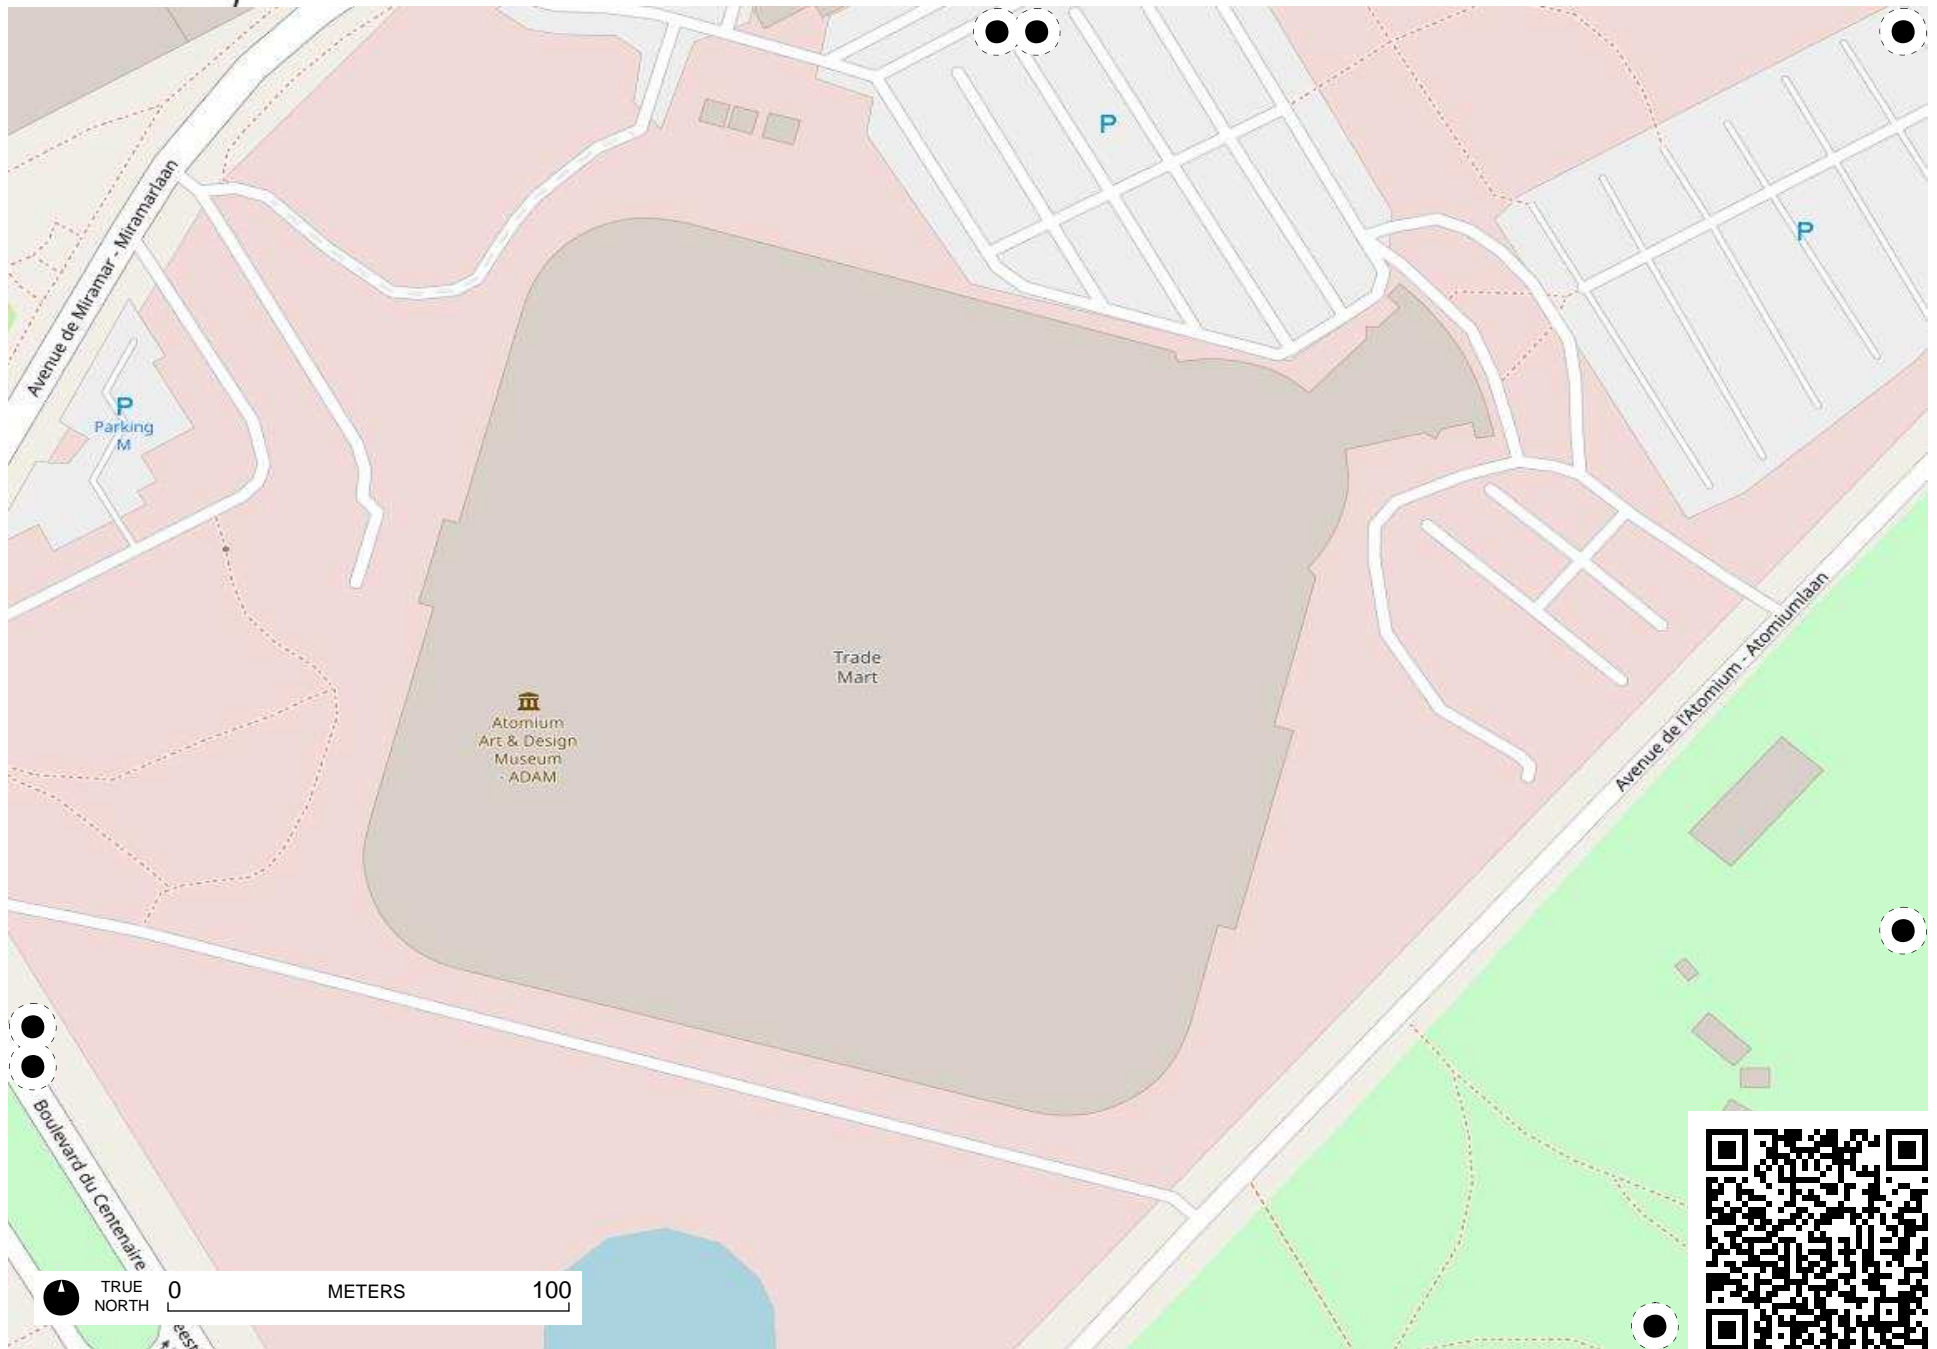 P
P
Avenue de Miramar - Miramarlaan
P
Parking
M
Trade
Mart
Atomium
Art & Design
Museum
- ADAM
Avenue de l'Atomium - Atomiumlaan
Boulevard du Centenaire
TRUE
NORTH
0
METERS
100